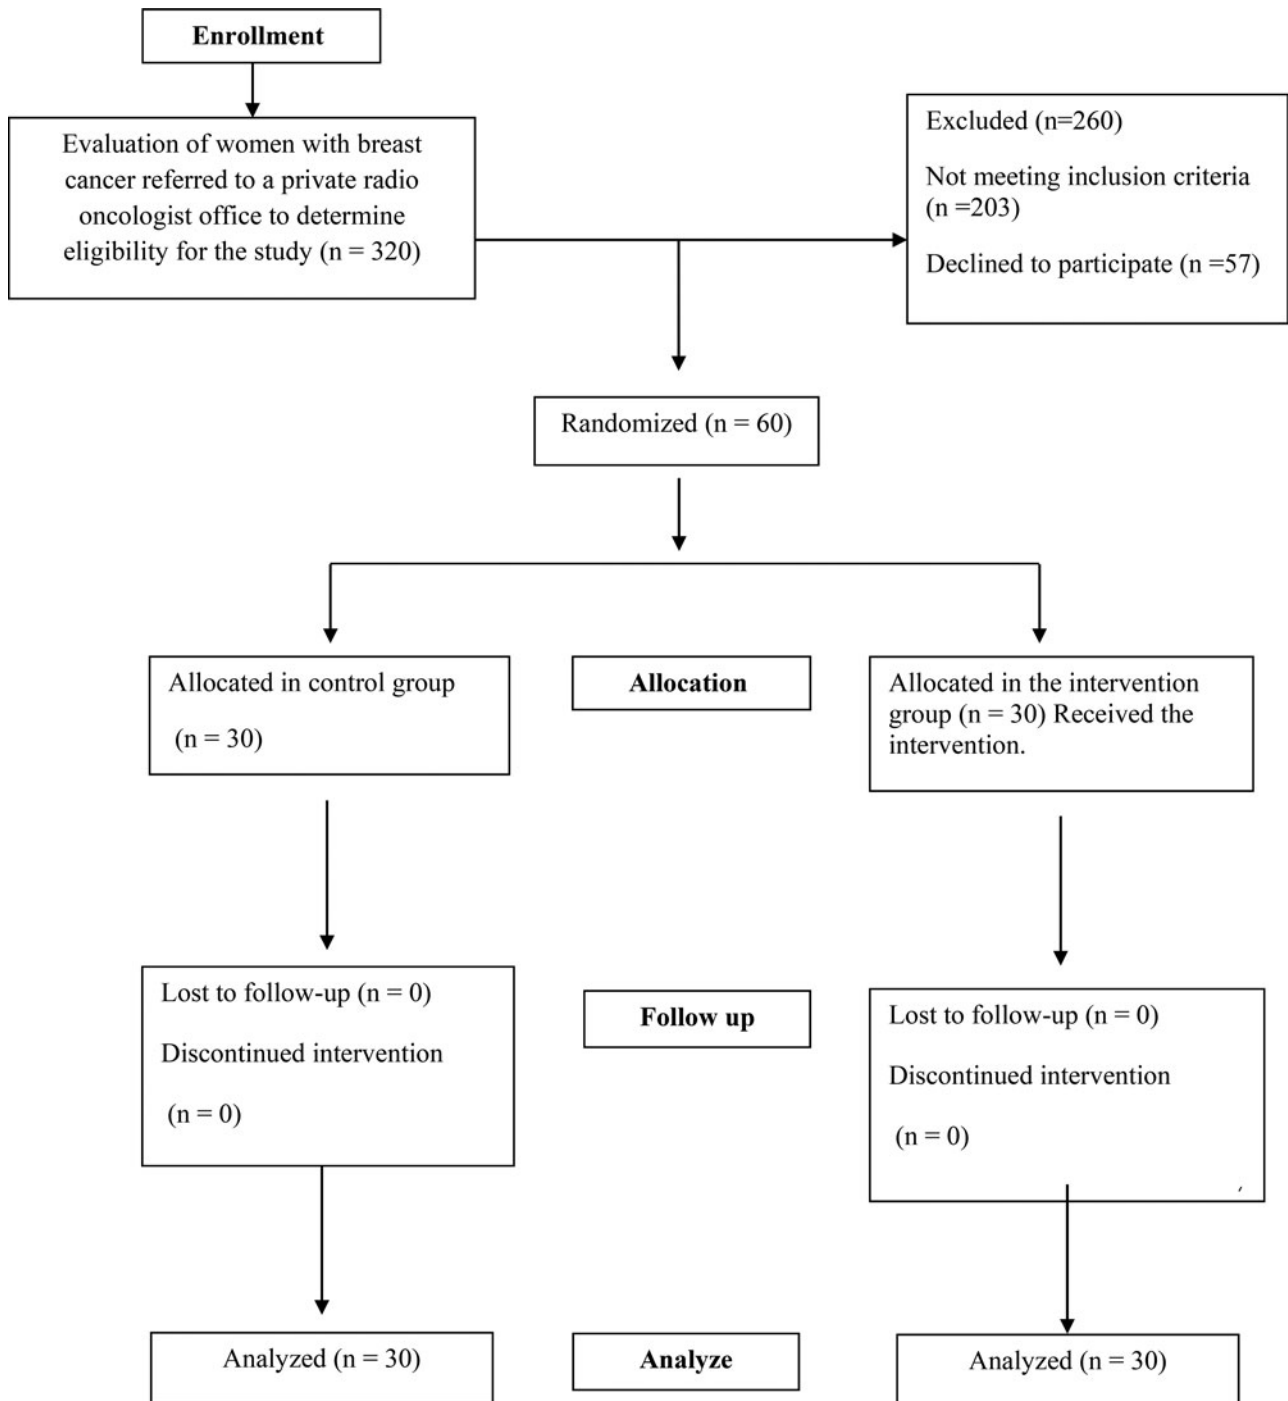 Enrollment
Evaluation of women with breast
cancer referred to a private radio
oncologist office to determine
eligibility for the study (n = 320)
Excluded (n=260)
Not meeting inclusion criteria
(n =203)
Declined to participate (n =57)
Randomized (n = 60)
Allocated in control group
(n = 30)
Allocation
Allocated in the intervention
group (n = 30) Received the
intervention.
Lost to follow-up (n = 0)
Discontinued intervention
(n = 0)
Follow up
Lost to follow-up (n = 0)
Discontinued intervention
(n = 0)
Analyzed (n = 30)
Analyze
Analyzed (n = 30)